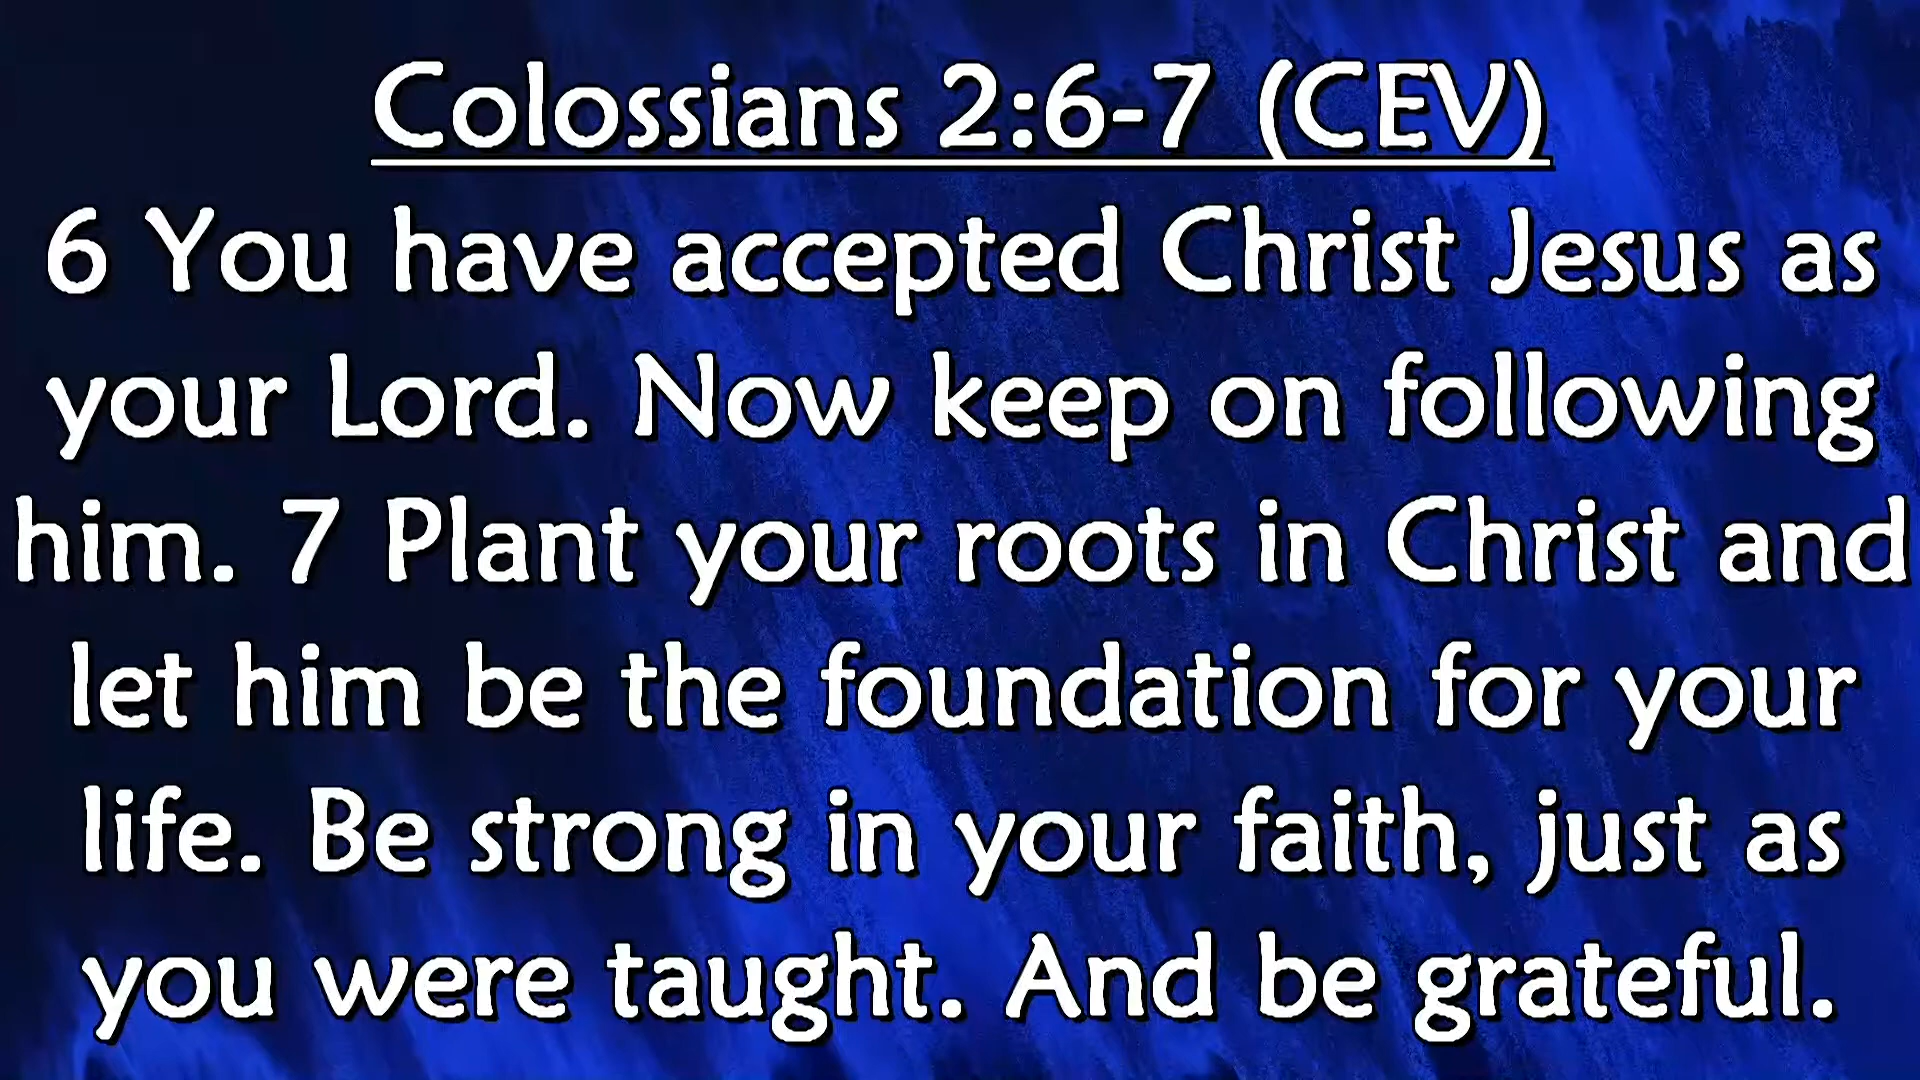 Colossians 2:6-7 (CEV)
6 You have accepted Christ Jesus as
your Lord. Now keep on following
him. 7 Plant your roots in Christ and
let him be the foundation for your
life. Be strong in your faith, just as
you were taught. And be grateful.